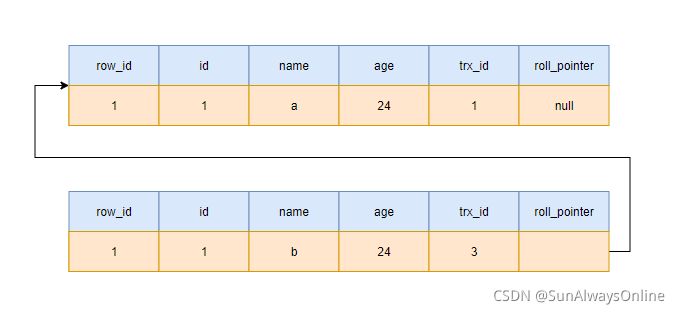 row_id id name age trx_id roll_pointer
1 1 a 24 1 null
row_id id name age trx_id roll_pointer
1 1 b 24 3
CSDN @SunAlwaysOnline